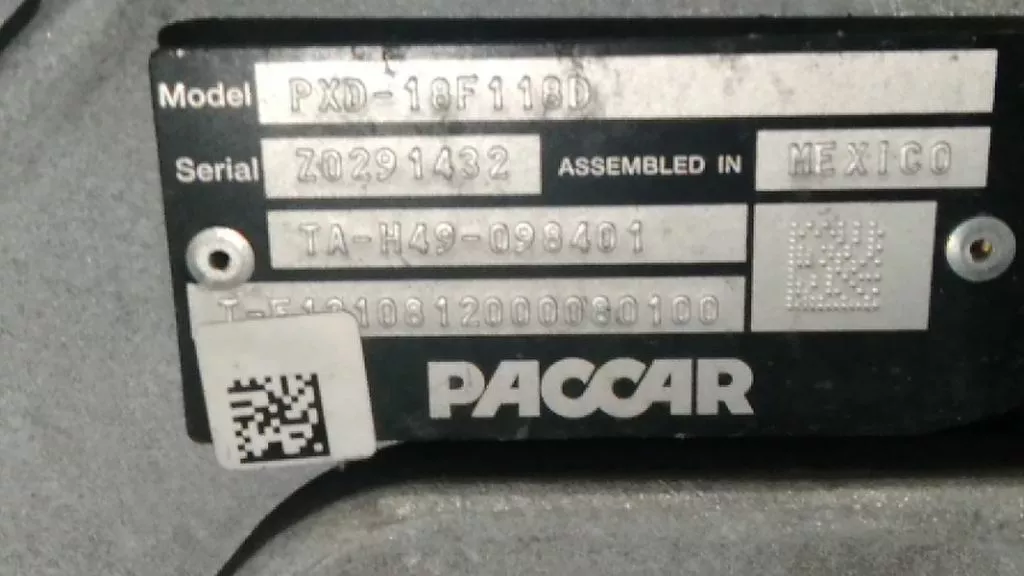 Model PXD-18F118D
Serial Z0291432 ASSEMBLED IN MEXICO
TA-H49-098401
PACCAR